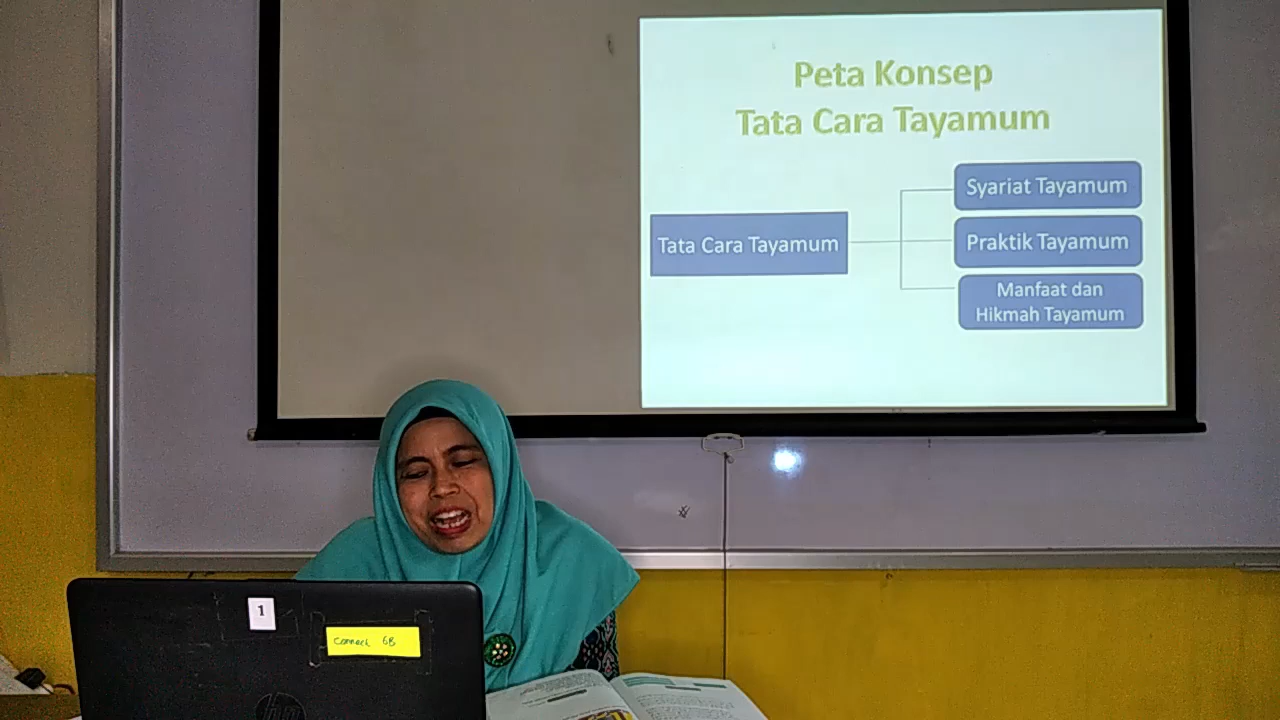 Peta Konsep
Tata Cara Tayamum
Tata Cara Tayamum
Syariat Tayamum
Praktik Tayamum
Manfaat dan
Hikmah Tayamum
1
Connect 6B
hp